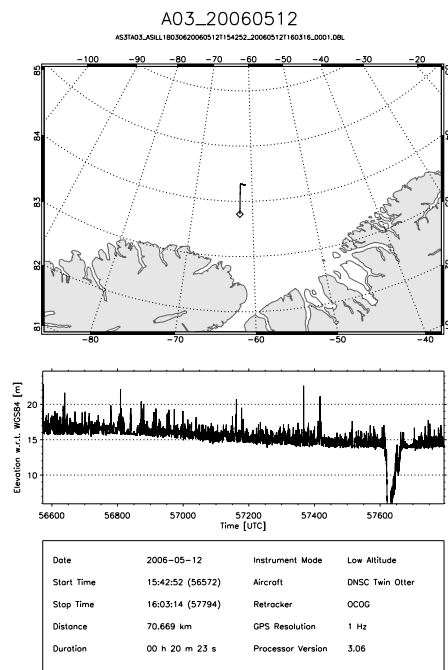 A03_20060512
AS3TA03_ASILL1B030620060512T154252_20060512T160316_0001.DBL
-100 -90 -80 -70 -60 -50 -40 -30 -20
85
84
83
82
81
-80 -70 -60 -50 -40
Elevation w.r.t. WGS84 [m]
20
15
10
56600 56800 57000 57200 57400 57600
Time [UTC]
Date 2006-05-12 Instrument Mode Low Altitude
Start Time 15:42:52 (56572) Aircraft DNSC Twin Otter
Stop Time 16:03:14 (57794) Retracker OCOG
Distance 70.669 km GPS Resolution 1 Hz
Duration 00 h 20 m 23 s Processor Version 3.06